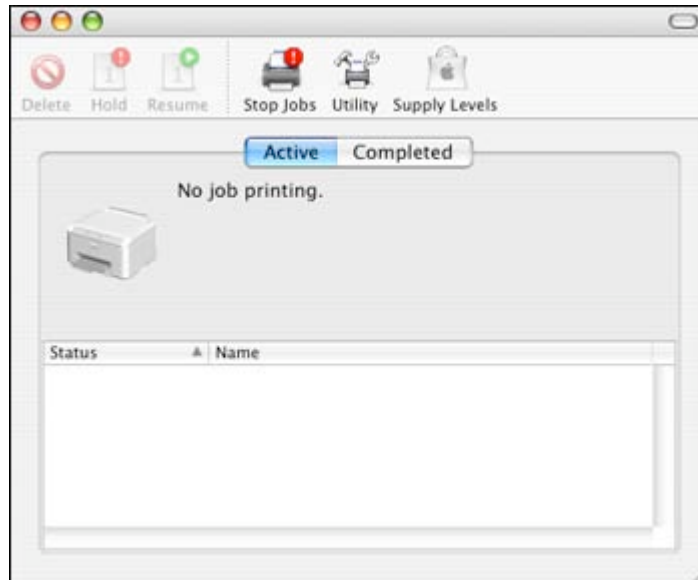 Delete Hold Resume Stop Jobs Utility Supply Levels
Active Completed
No job printing.
Status Name